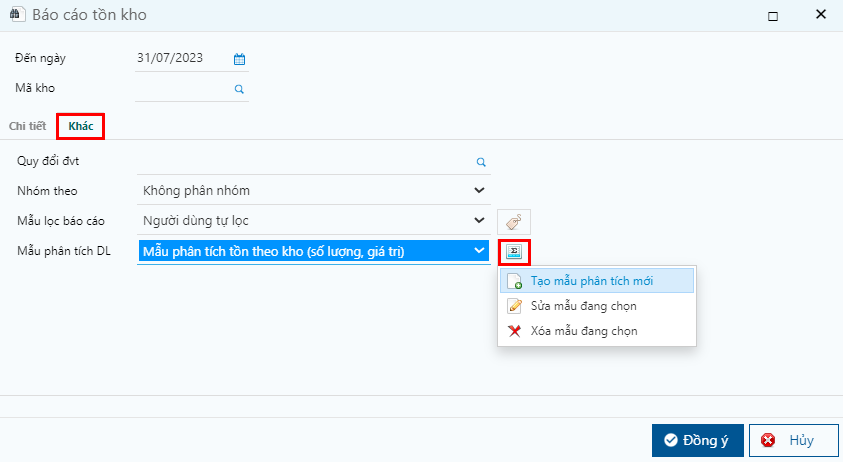 Báo cáo tồn kho
Đến ngày 31/07/2023
Mã kho
Chi tiết Khác
Quy đổi đvt
Nhóm theo Không phân nhóm
Mẫu lọc báo cáo Người dùng tự lọc
Mẫu phân tích DL Mẫu phân tích tồn theo kho (số lượng, giá trị)
Tạo mẫu phân tích mới
Sửa mẫu đang chọn
Xóa mẫu đang chọn
Đồng ý Hủy